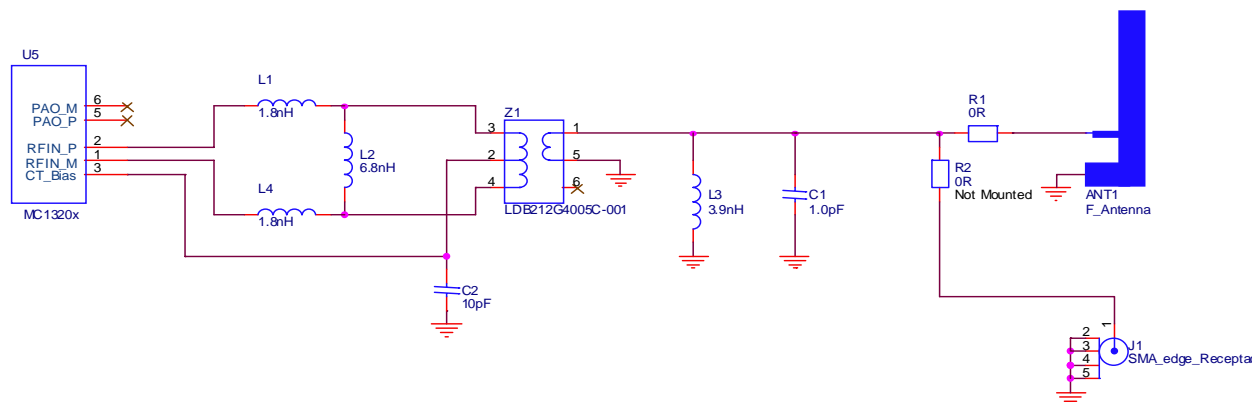 U5
PAO_M 6
PAO_P 5
RFIN_P 2
RFIN_M 1
CT_Bias 3
MC1320x
L1
1.8nH
L2
6.8nH
L4
1.8nH
C2
10pF
Z1
3 1
2 5
4 6
LDB212G4005C-001
L3
3.9nH
C1
1.0pF
R1
0R
R2
0R
Not Mounted
ANT1
F_Antenna
1
2
3
4
5
J1
SMA_edge_Recepta